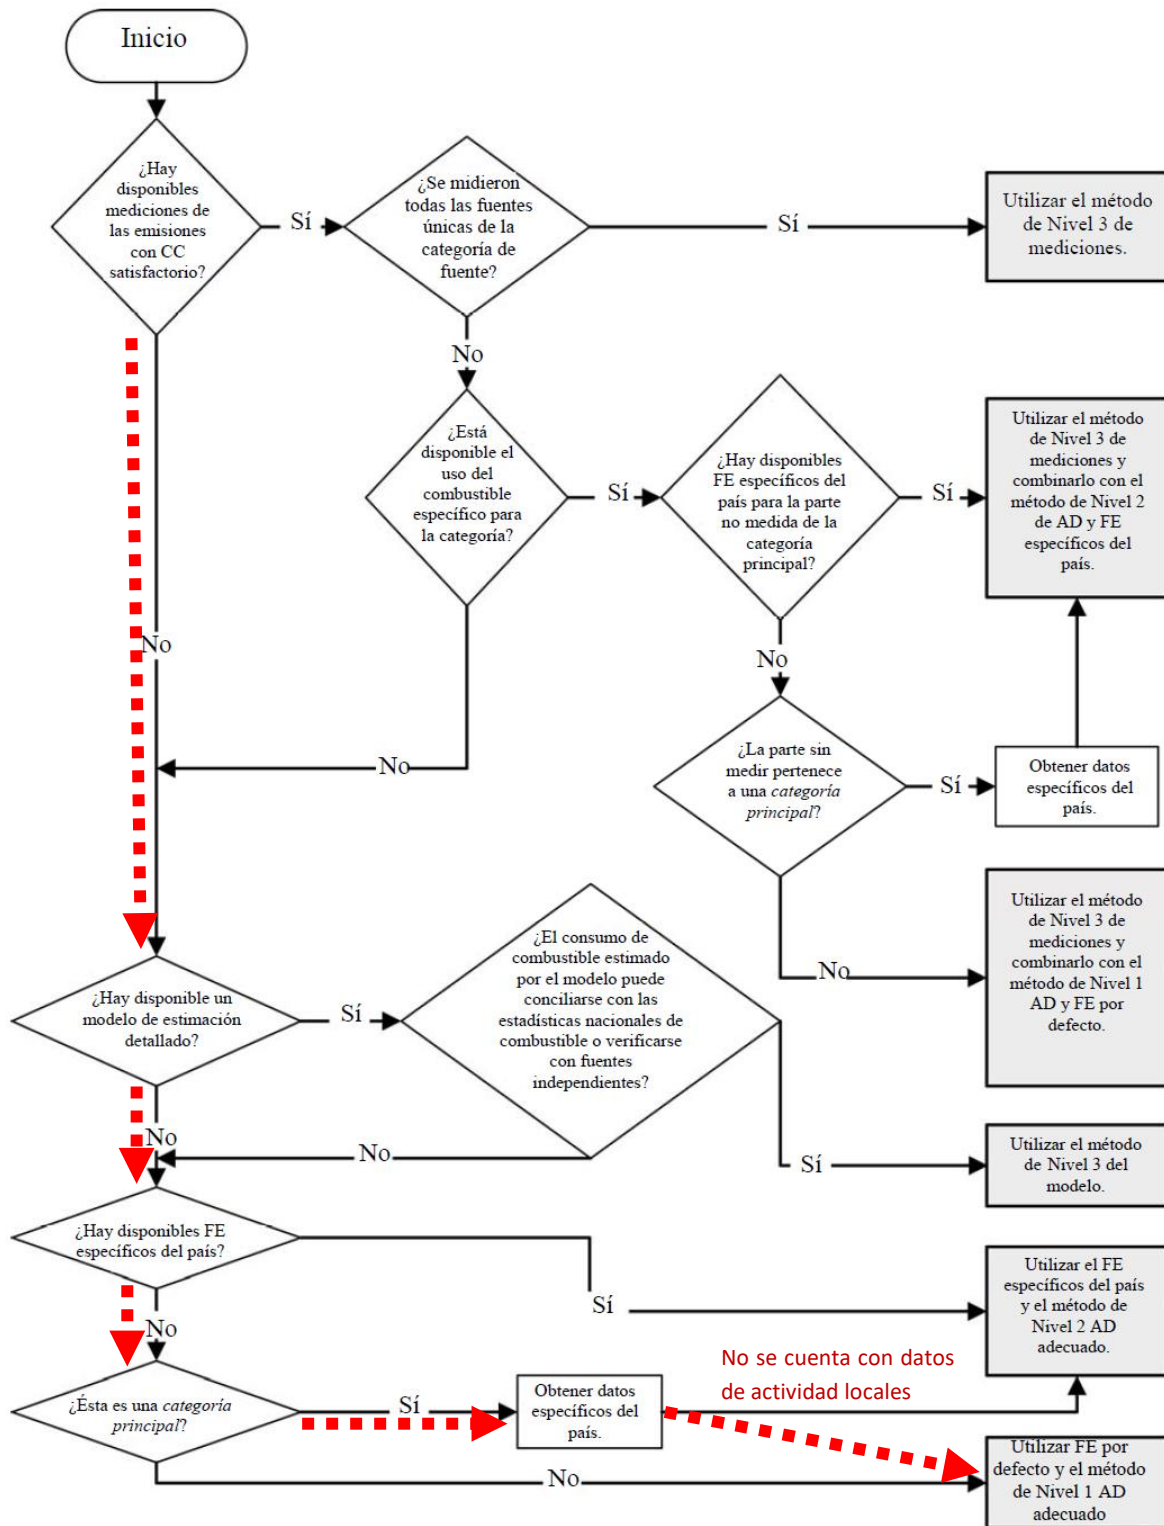 Inicio
¿Hay
disponibles
mediciones de
las emisiones
con CC
satisfactorio?
Sí
¿Se midieron
todas las fuentes
únicas de la
categoría de
fuente?
Sí
Utilizar el método
de Nivel 3 de
mediciones.
No
¿Está
disponible el
uso del
combustible
específico para
la categoría?
Sí
¿Hay disponibles
FE específicos del
país para la parte
no medida de la
categoría
principal?
Sí
Utilizar el método
de Nivel 3 de
mediciones y
combinarlo con el
método de Nivel 2
de AD y FE
específicos del
país.
No
No
¿La parte sin
medir pertenece
a una categoría
principal?
Sí
Obtener datos
específicos del
país.
No
No
Utilizar el método
de Nivel 3 de
mediciones y
combinarlo con el
método de Nivel 1
AD y FE por
defecto.
¿Hay disponible un
modelo de estimación
detallado?
Sí
¿El consumo de
combustible estimado
por el modelo puede
conciliarse con las
estadísticas nacionales de
combustible o verificarse
con fuentes
independientes?
No
No
Sí
Utilizar el método
de Nivel 3 del
modelo.
¿Hay disponibles FE
específicos del país?
Sí
Utilizar el FE
específicos del país
y el método de
Nivel 2 AD
adecuado.
No
¿Ésta es una categoría
principal?
Sí
Obtener datos
específicos del
país.
No se cuenta con datos
de actividad locales
No
Utilizar FE por
defecto y el método
de Nivel 1 AD
adecuado